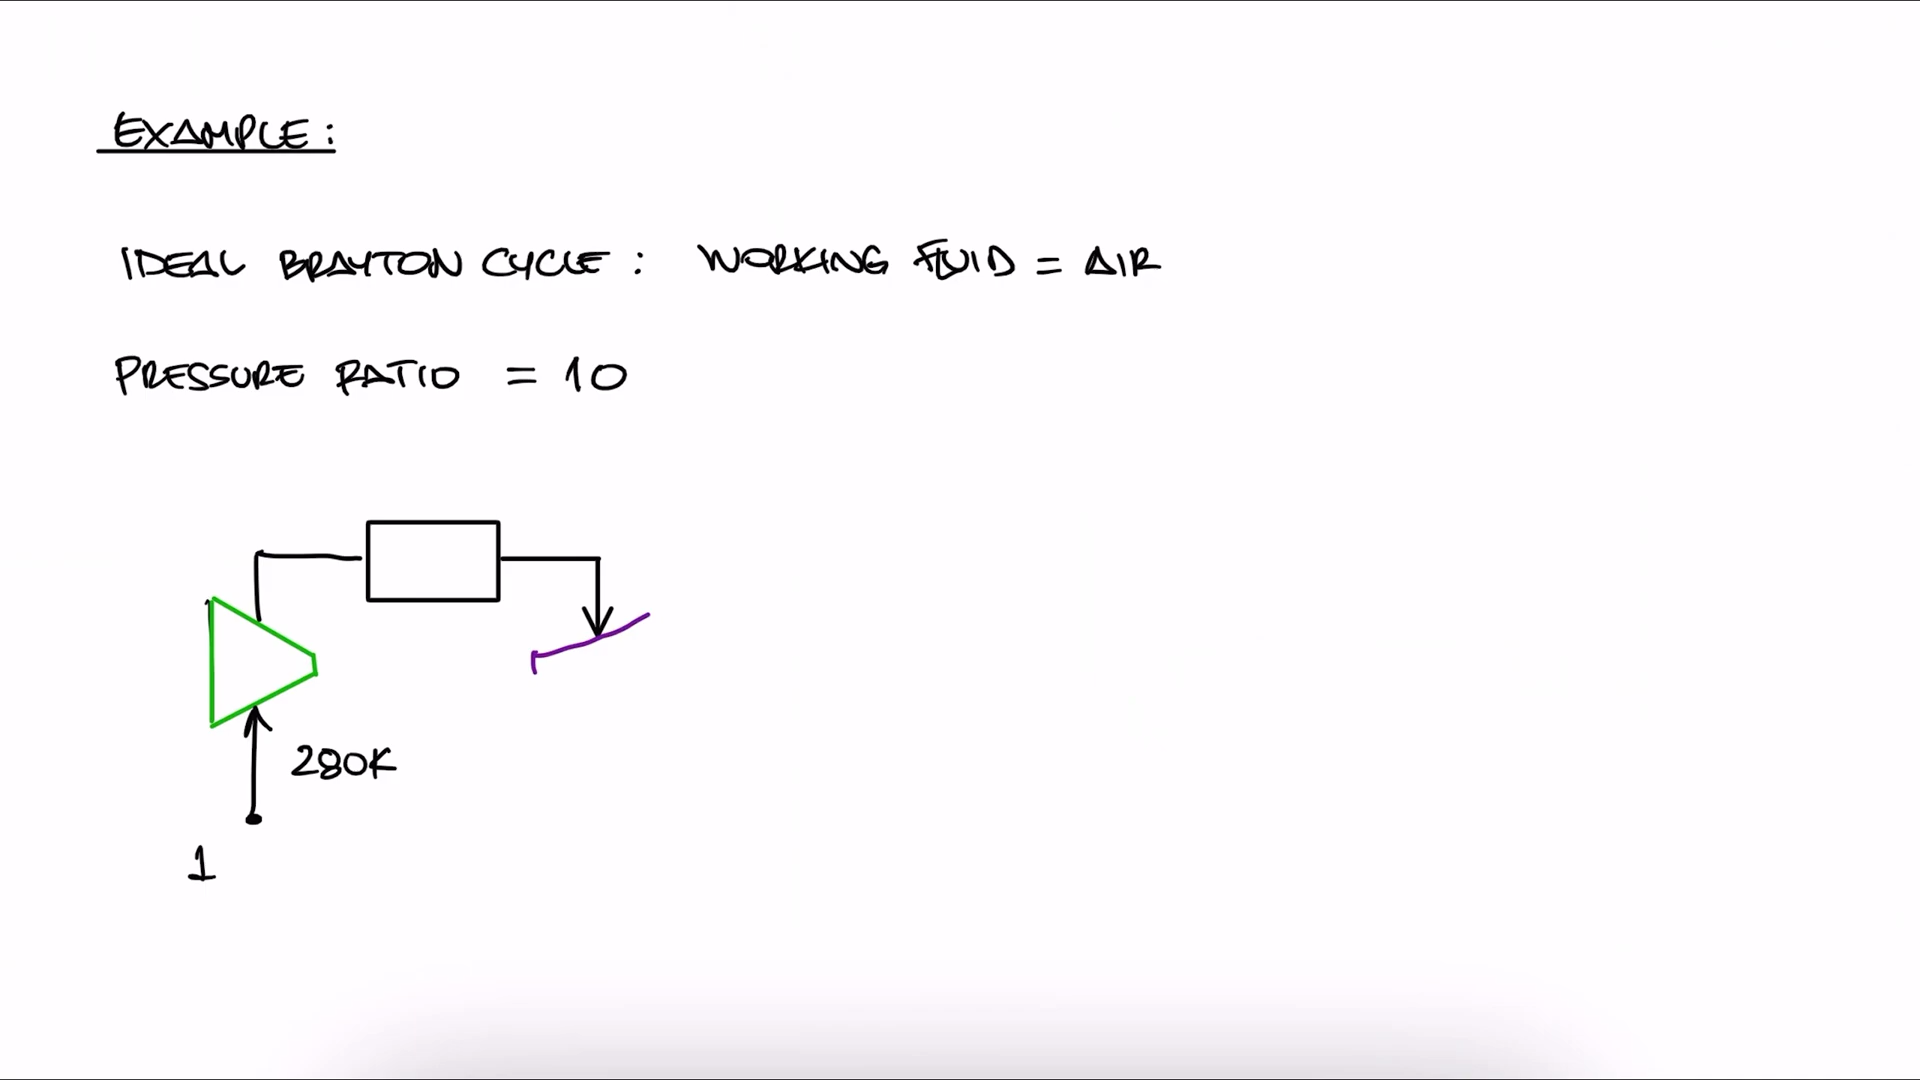 EXAMPLE:
IDEAL BRAYTON CYCLE: WORKING FLUID = AIR
PRESSURE RATIO = 10
280K
1